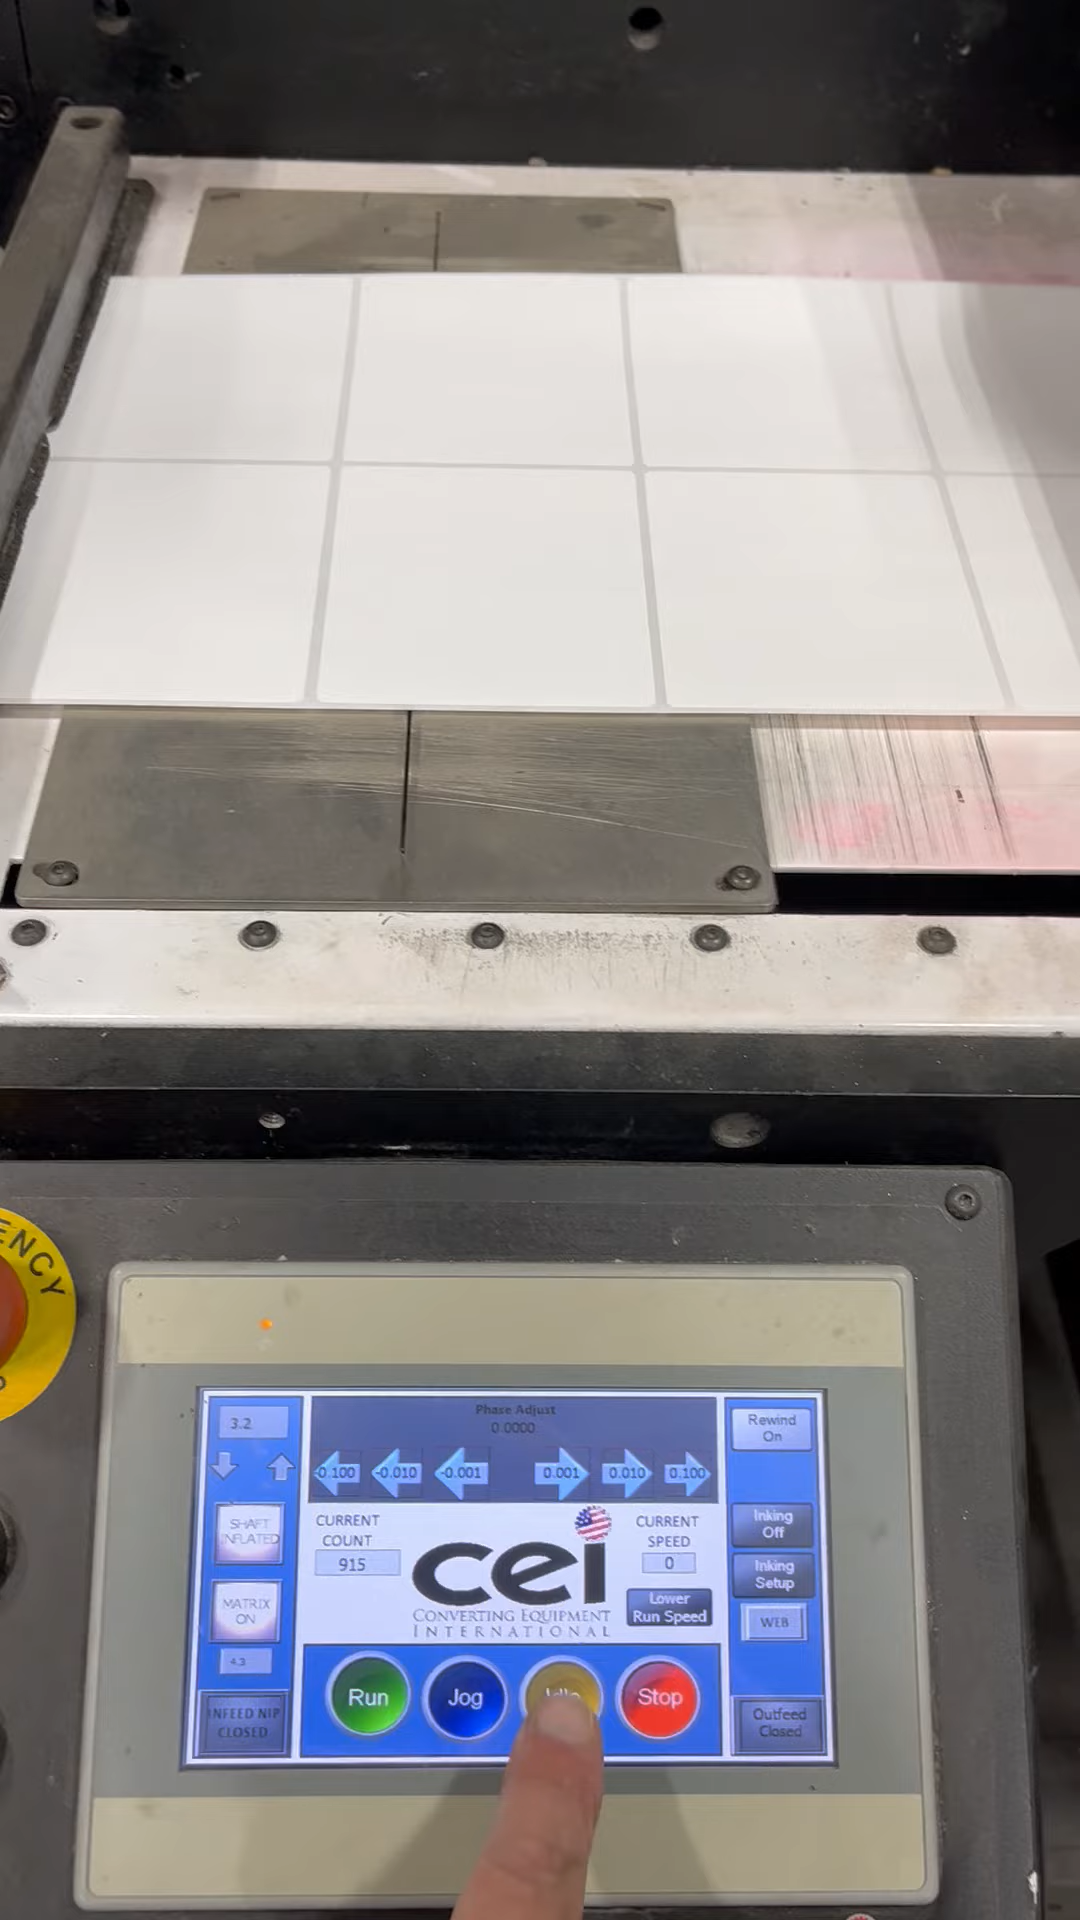 ENCY
3.2
Phase Adjust
0.0000
-0.100
-0.010
-0.001
0.001
0.010
0.100
Rewind
On
SHAFT
INFLATED
CURRENT
COUNT
915
CURRENT
SPEED
0
cei
CONVERTING EQUIPMENT
INTERNATIONAL
Lower
Run Speed
Inking
Off
Inking
Setup
WEB
MATRIX
ON
4.3
INFEED NIP
CLOSED
Run
Jog
Idle
Stop
Outfeed
Closed